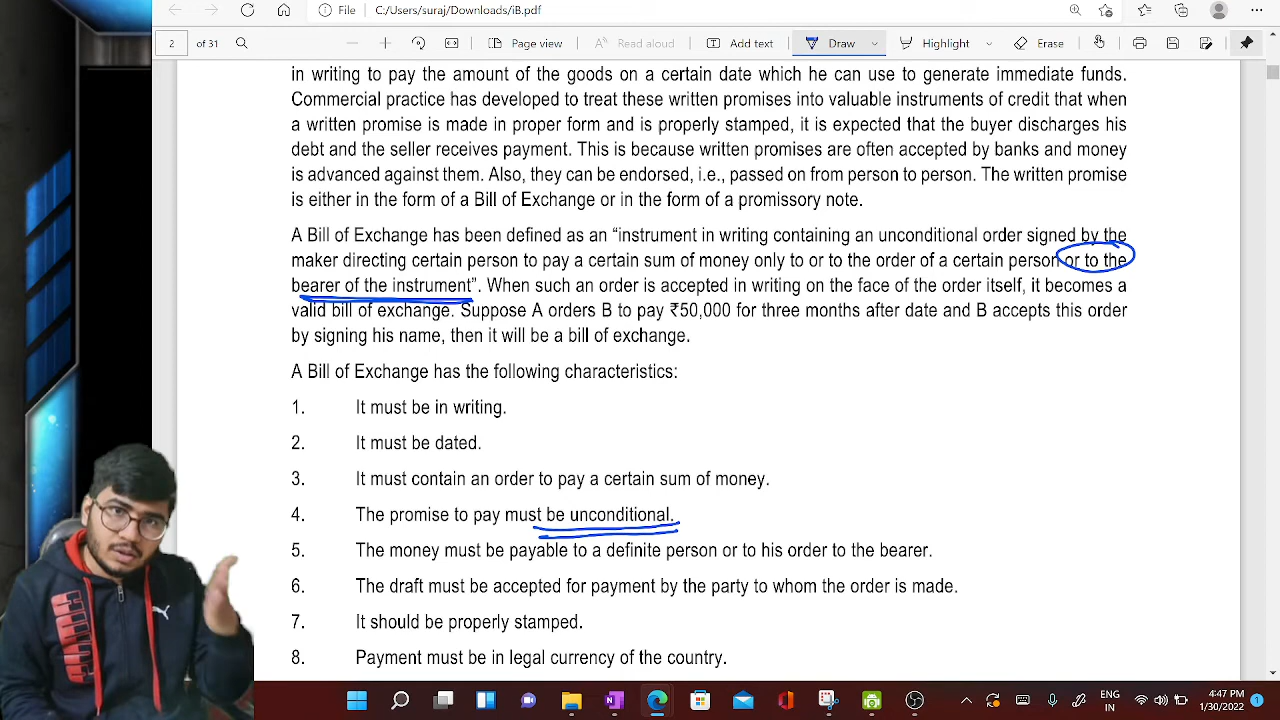 File
C:/Users/suraj/Downloads/iB.pdf
2
of 31
Page view
Read aloud
Add text
Draw
Highlight
Erase
in writing to pay the amount of the goods on a certain date which he can use to generate immediate funds.
Commercial practice has developed to treat these written promises into valuable instruments of credit that when
a written promise is made in proper form and is properly stamped, it is expected that the buyer discharges his
debt and the seller receives payment. This is because written promises are often accepted by banks and money
is advanced against them. Also, they can be endorsed, i.e., passed on from person to person. The written promise
is either in the form of a Bill of Exchange or in the form of a promissory note.
A Bill of Exchange has been defined as an “instrument in writing containing an unconditional order signed by the
maker directing certain person to pay a certain sum of money only to or to the order of a certain person or to the
bearer of the instrument”. When such an order is accepted in writing on the face of the order itself, it becomes a
valid bill of exchange. Suppose A orders B to pay ₹50,000 for three months after date and B accepts this order
by signing his name, then it will be a bill of exchange.
A Bill of Exchange has the following characteristics:
1. It must be in writing.
2. It must be dated.
3. It must contain an order to pay a certain sum of money.
4. The promise to pay must be unconditional.
5. The money must be payable to a definite person or to his order to the bearer.
6. The draft must be accepted for payment by the party to whom the order is made.
7. It should be properly stamped.
8. Payment must be in legal currency of the country.
ENG
IN
4:47 PM
1/30/2022